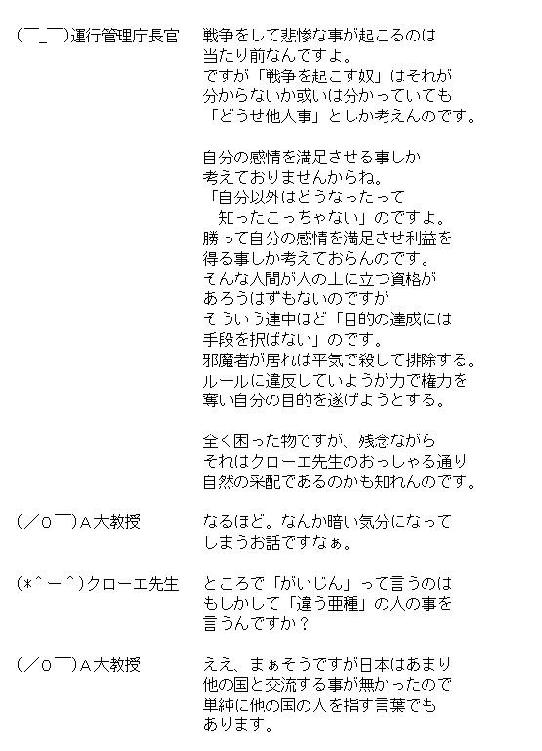 (￣_￣)運行管理庁長官　戦争をして悲惨な事が起こるのは
当たり前なんですよ。
ですが「戦争を起こす奴」はそれが
分からないか或いは分かっていても
「どうせ他人事」としか考えんのです。
自分の感情を満足させる事しか
考えておりませんからね。
「自分以外はどうなったって
　知ったこっちゃない」のですよ。
勝って自分の感情を満足させ利益を
得る事しか考えておらんのです。
そんな人間が人の上に立つ資格が
あろうはずもないのですが
そういう連中ほど「目的の達成には
手段を択ばない」のです。
邪魔者が居れば平気で殺して排除する。
ルールに違反していようが力で権力を
奪い自分の目的を遂げようとする。
全く困った物ですが、残念ながら
それはクローエ先生のおっしゃる通り
自然の采配であるのかも知れんのです。
(／０￣)Ａ大教授　なるほど。なんか暗い気分になって
しまうお話ですなぁ。
(*＾ー＾)クローエ先生　ところで「がいじん」って言うのは
もしかして「違う亜種」の人の事を
言うんですか？
(／０￣)Ａ大教授　ええ、まぁそうですが日本はあまり
他の国と交流する事が無かったので
単純に他の国の人を指す言葉でも
あります。